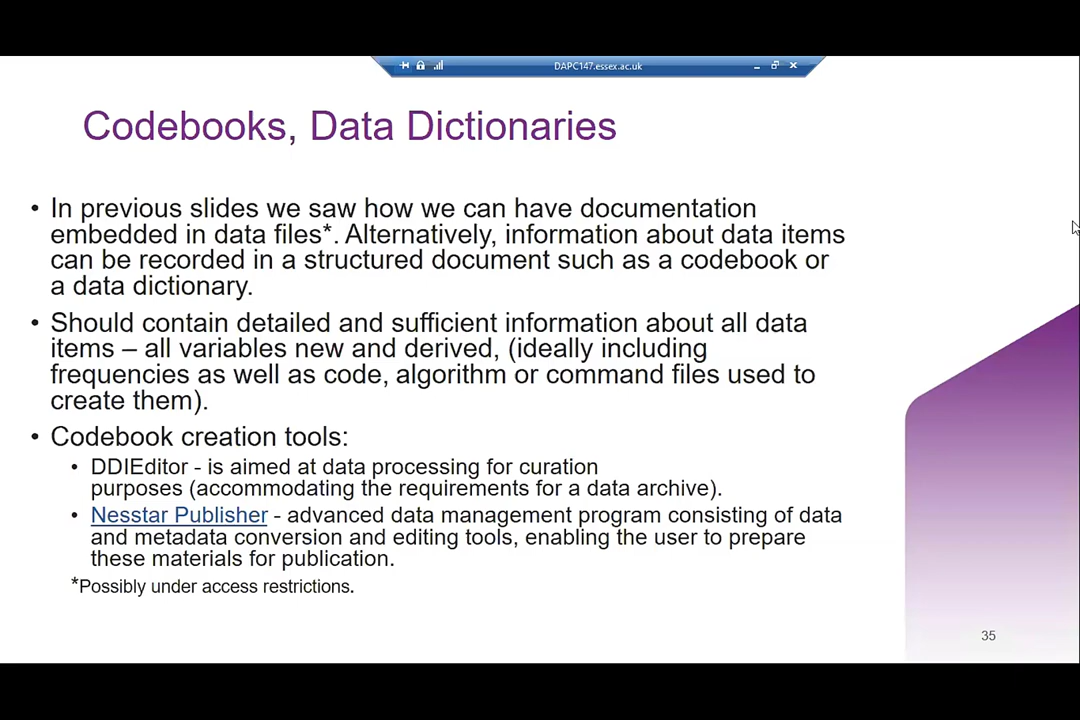 DAPC147.essex.ac.uk
Codebooks, Data Dictionaries
• In previous slides we saw how we can have documentation
embedded in data files*. Alternatively, information about data items
can be recorded in a structured document such as a codebook or
a data dictionary.
• Should contain detailed and sufficient information about all data
items – all variables new and derived, (ideally including
frequencies as well as code, algorithm or command files used to
create them).
• Codebook creation tools:
• DDIEditor - is aimed at data processing for curation
purposes (accommodating the requirements for a data archive).
• Nesstar Publisher - advanced data management program consisting of data
and metadata conversion and editing tools, enabling the user to prepare
these materials for publication.
*Possibly under access restrictions.
35